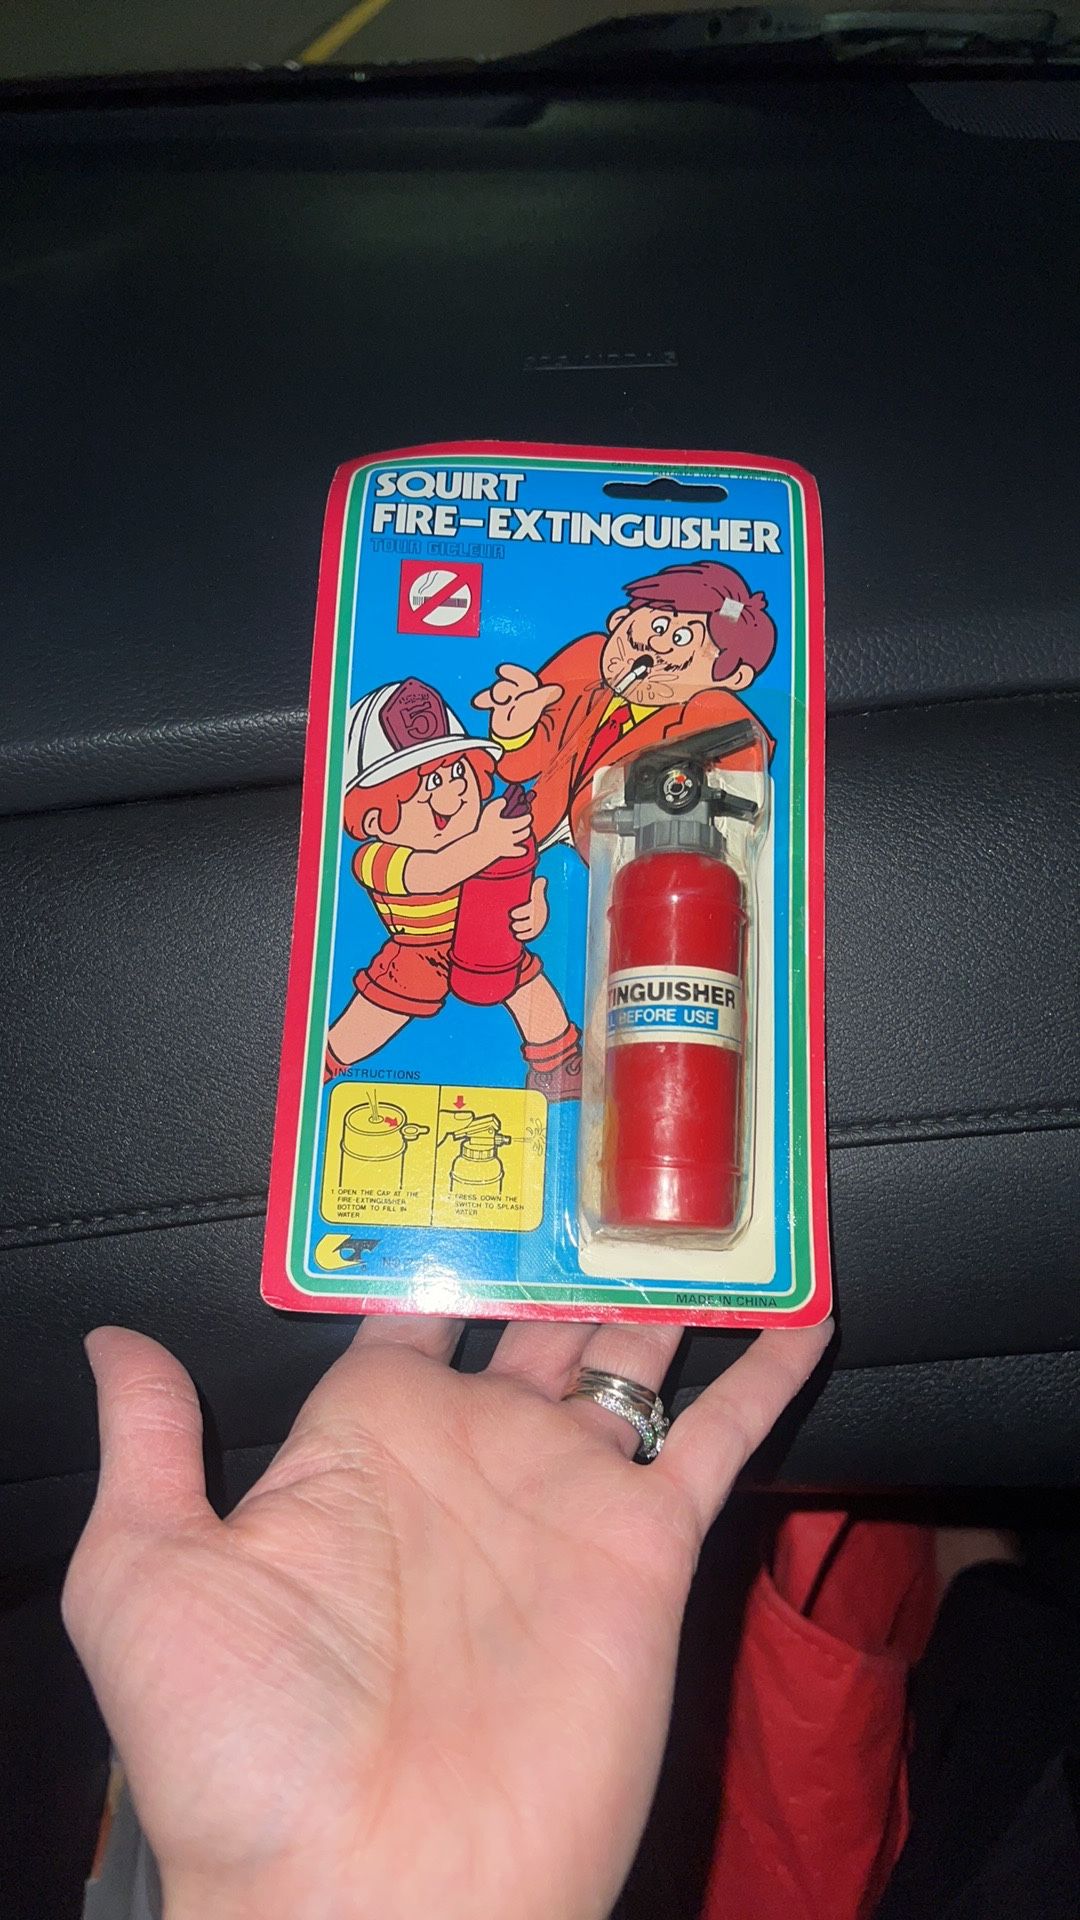 SQUIRT
FIRE-EXTINGUISHER
TOUR GICLEUR
5
TINGUISHER
L BEFORE USE
INSTRUCTIONS
1 OPEN THE CAP AT THE
FIRE-EXTINGUISHER
BOTTOM TO FILL IN
WATER
PRESS DOWN THE
SWITCH TO SPLASH
WATER
MADE IN CHINA